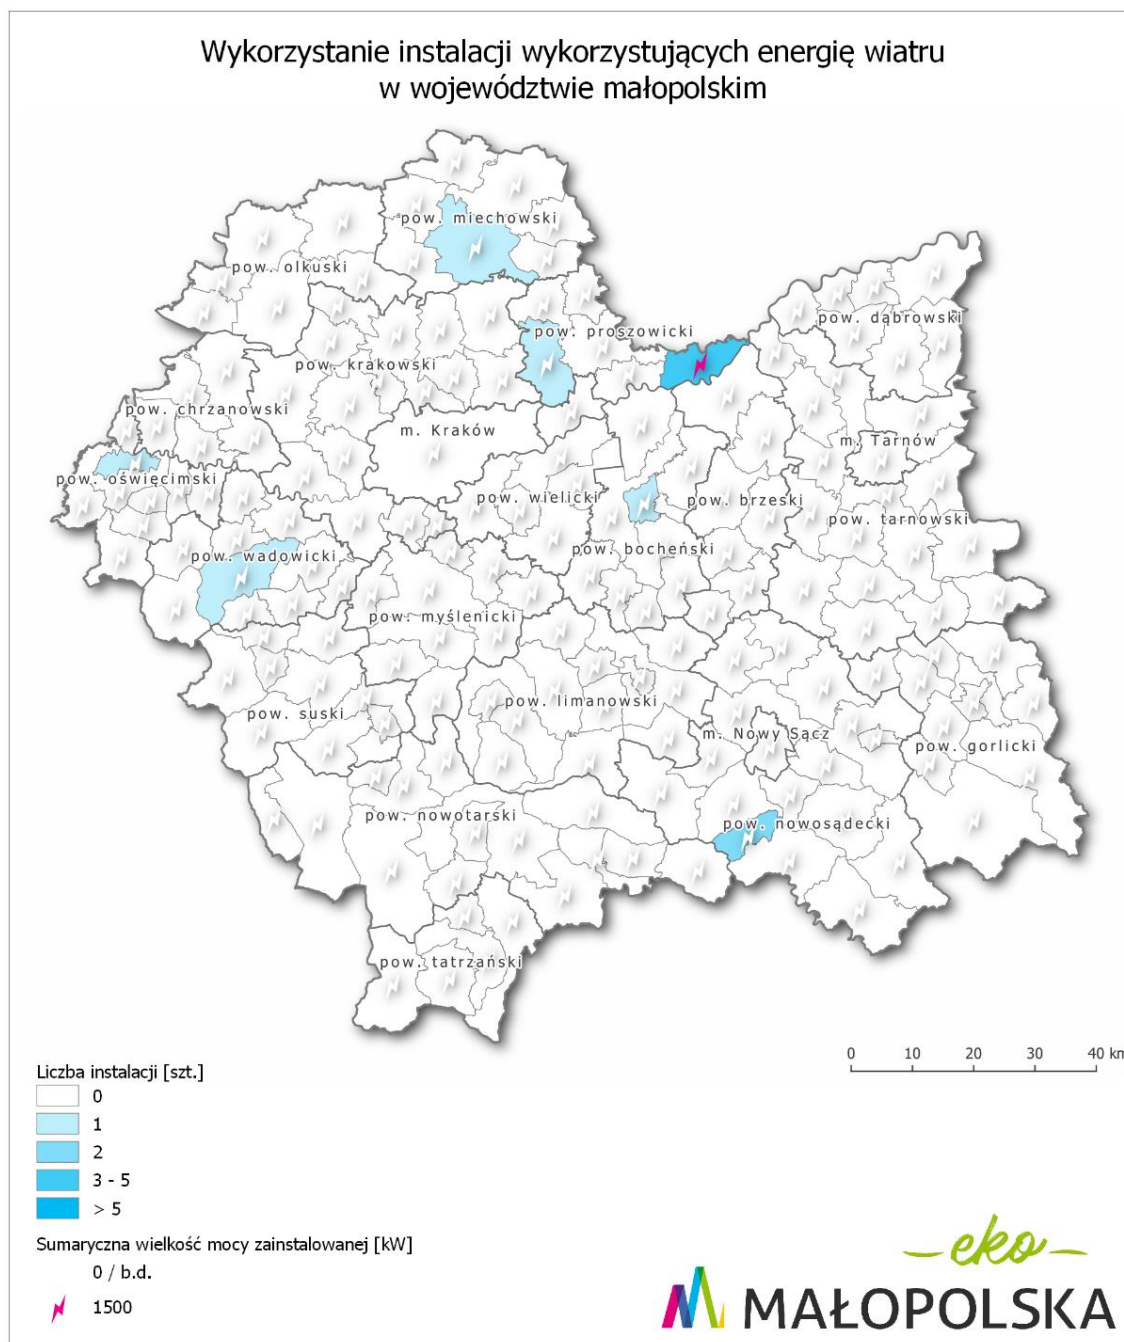 Wykorzystanie instalacji wykorzystujących energię wiatru
w województwie małopolskim
pow. miechowski
pow. olkuski
pow. dąbrowski
pow. proszowicki
pow. krakowski
pow. chrzanowski
m. Kraków
m. Tarnów
pow. oświęcimski
pow. wielicki
pow. brzeski
pow. tarnowski
pow. wadowicki
pow. bocheński
pow. myślenicki
pow. limanowski
pow. suski
m. Nowy Sącz
pow. gorlicki
pow. nowotarski
pow. nowosądecki
pow. tatrzański
0 10 20 30 40 km
Liczba instalacji [szt.]
0
1
2
3 - 5
> 5
Sumaryczna wielkość mocy zainstalowanej [kW]
0 / b.d.
1500
eko
MAŁOPOLSKA